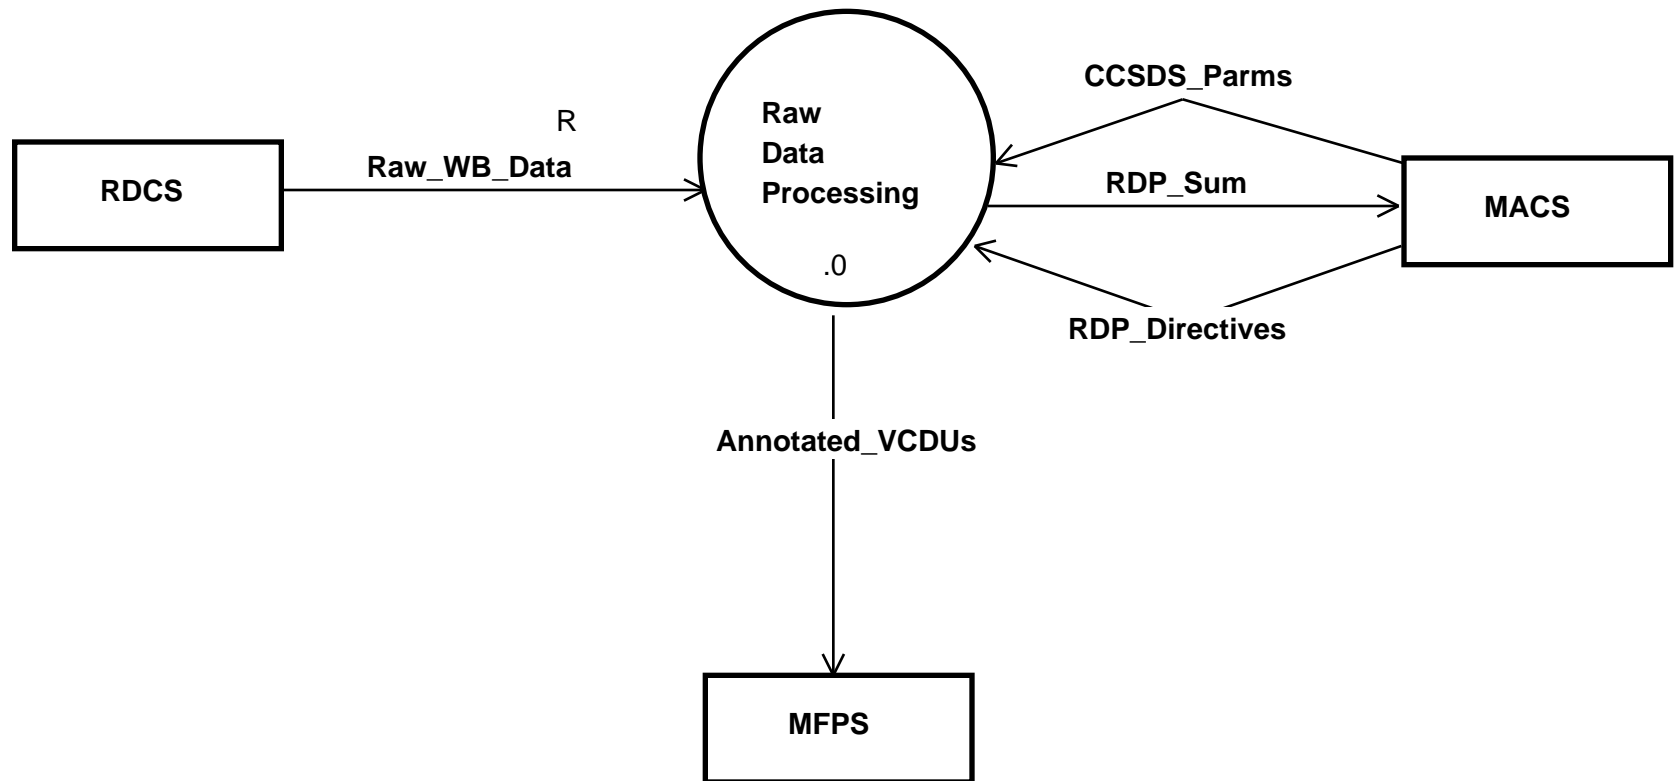 CCSDS_Parms
R
Raw
Data
Processing
Raw_WB_Data
RDCS
RDP_Sum
MACS
.0
RDP_Directives
Annotated_VCDUs
MFPS